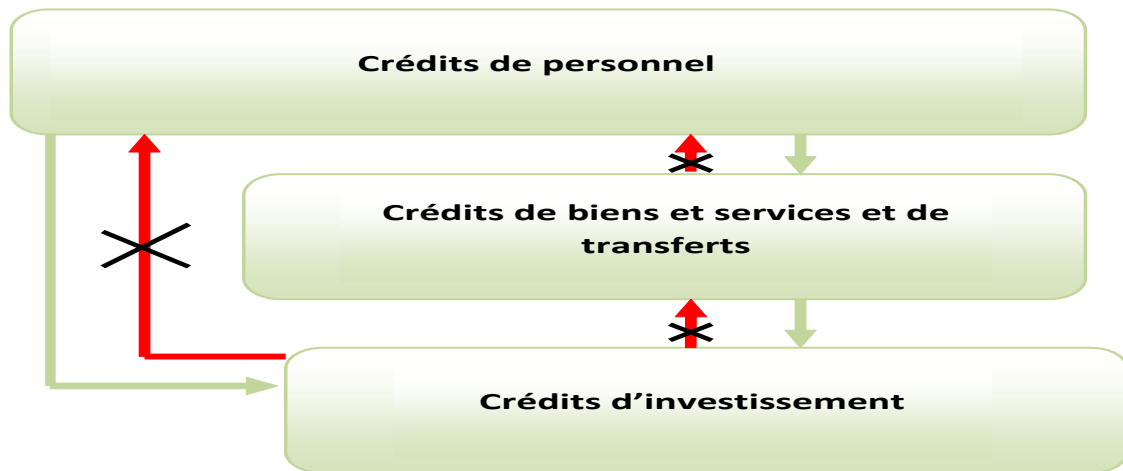 Crédits de personnel
Crédits de biens et services et de
transferts
Crédits d’investissement